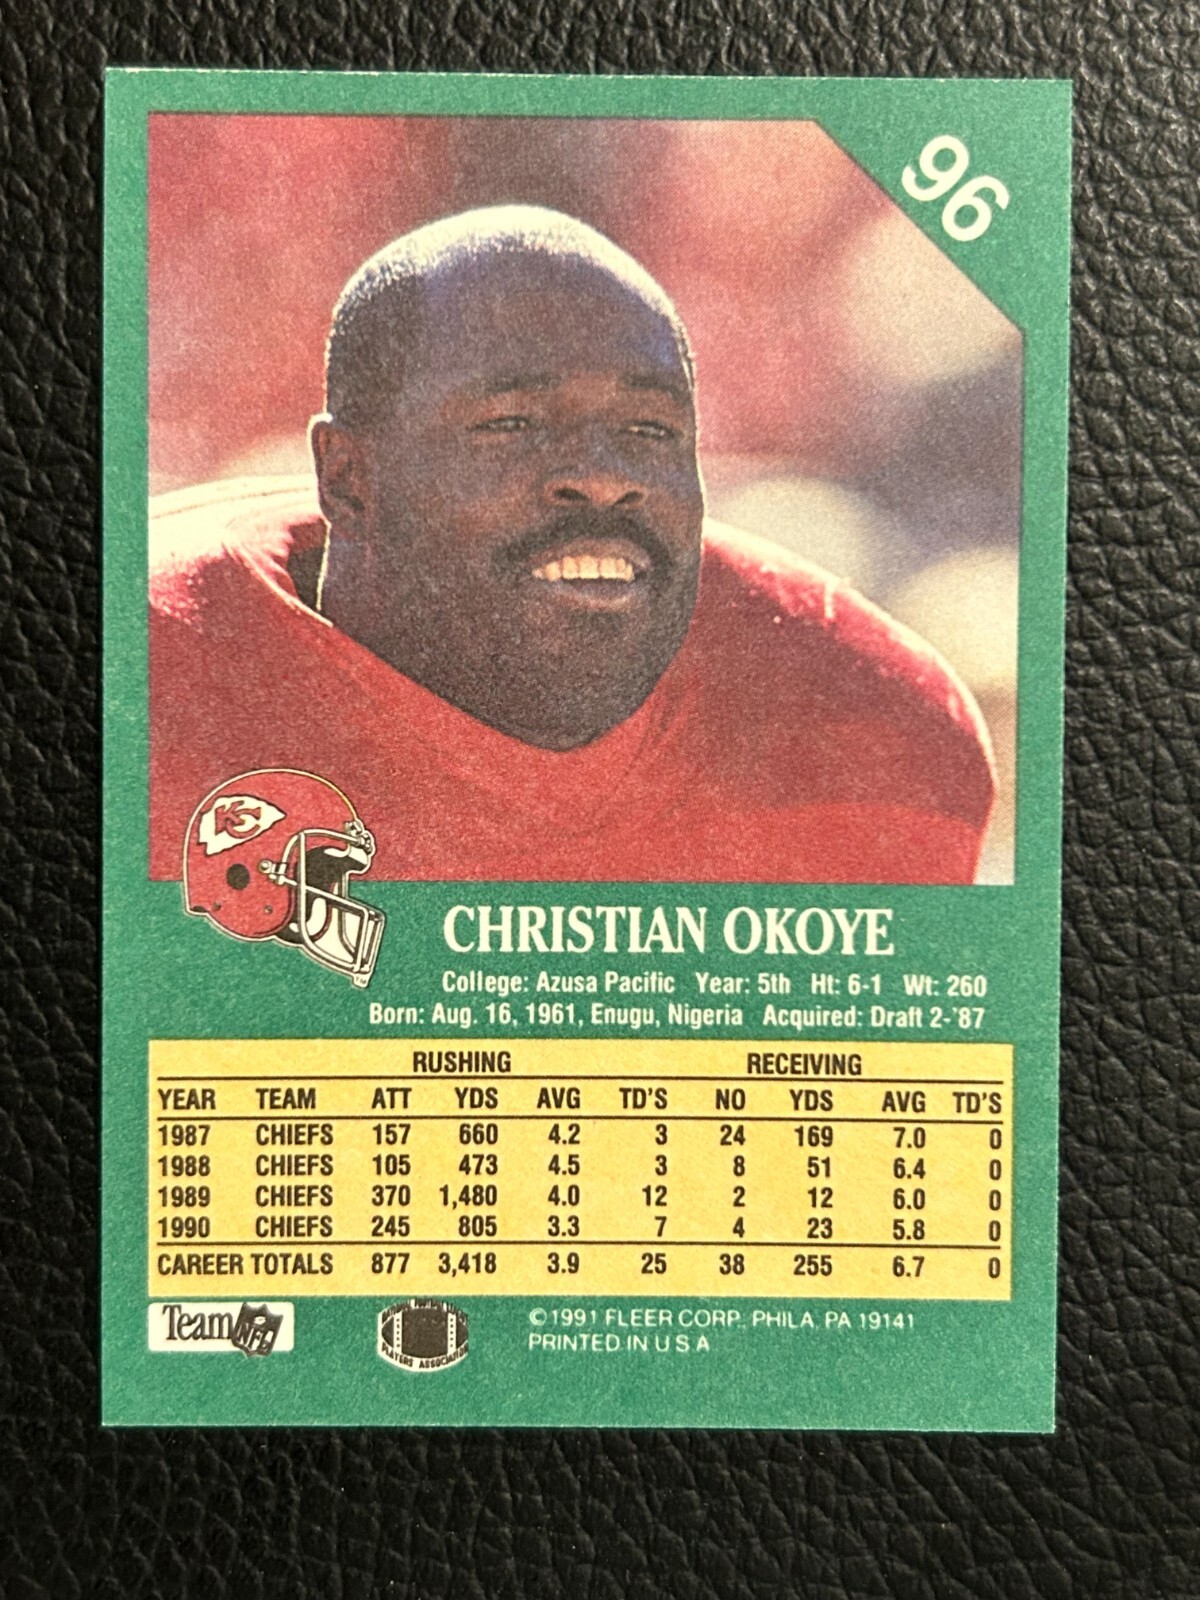 96
KC
CHRISTIAN OKOYE
College: Azusa Pacific Year: 5th Ht: 6-1 Wt: 260
Born: Aug. 16, 1961, Enugu, Nigeria Acquired: Draft 2-'87
RUSHING RECEIVING
YEAR TEAM ATT YDS AVG TD'S NO YDS AVG TD'S
1987 CHIEFS 157 660 4.2 3 24 169 7.0 0
1988 CHIEFS 105 473 4.5 3 8 51 6.4 0
1989 CHIEFS 370 1,480 4.0 12 2 12 6.0 0
1990 CHIEFS 245 805 3.3 7 4 23 5.8 0
CAREER TOTALS 877 3,418 3.9 25 38 255 6.7 0
Team NFL
PLAYERS ASSOCIATION
©1991 FLEER CORP., PHILA, PA 19141
PRINTED IN U S A